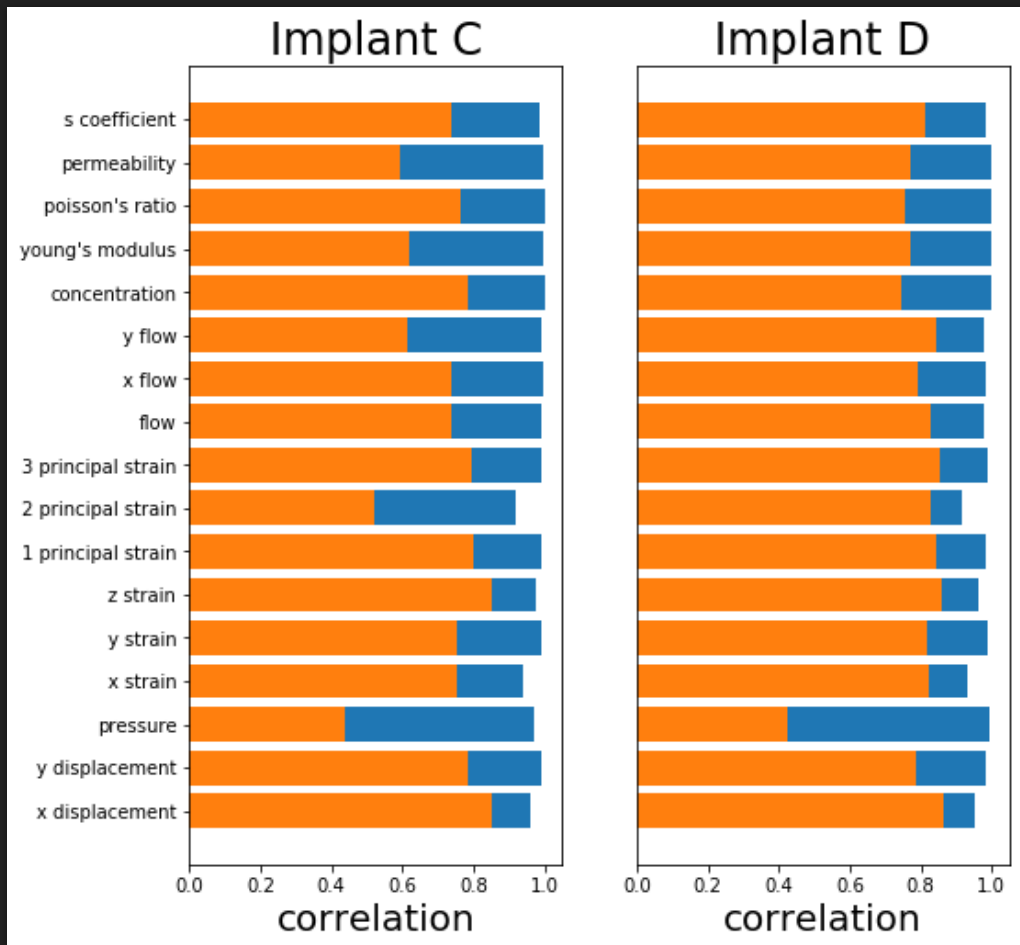 Implant C
Implant D
s coefficient
permeability
poisson's ratio
young's modulus
concentration
y flow
x flow
flow
3 principal strain
2 principal strain
1 principal strain
z strain
y strain
x strain
pressure
y displacement
x displacement
0.0 0.2 0.4 0.6 0.8 1.0
0.0 0.2 0.4 0.6 0.8 1.0
correlation
correlation